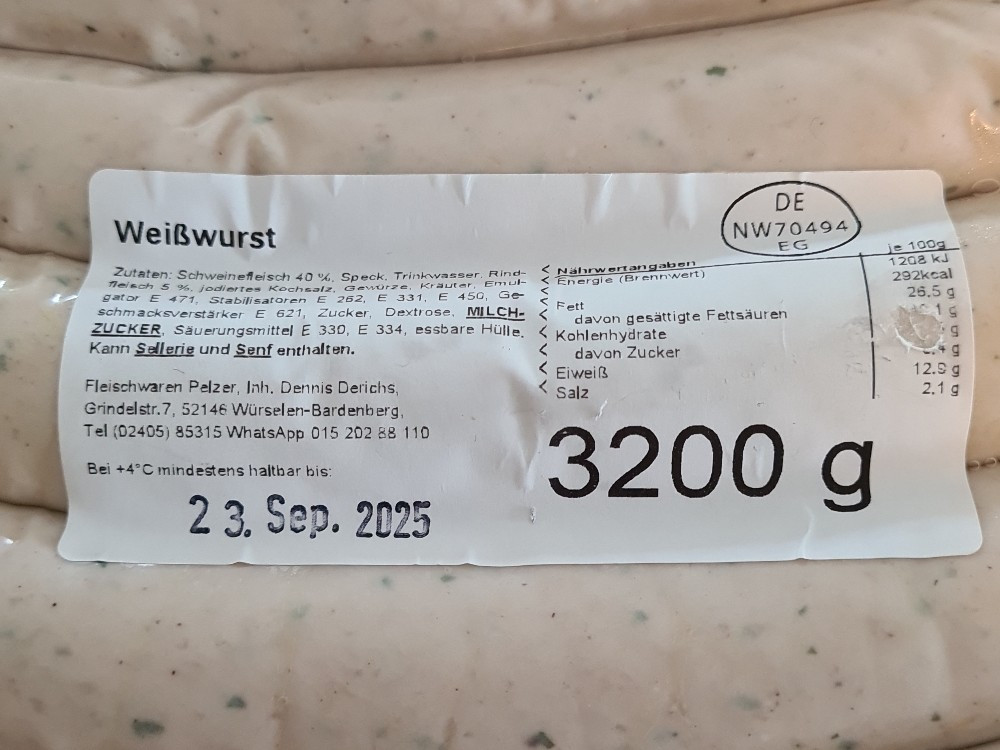 Weißwurst
Zutaten: Schweinefleisch 40 %, Speck, Trinkwasser, Rind-
fleisch 5 %, jodiertes Kochsalz, Gewürze, Kräuter, Emul-
gator E 471, Stabilisatoren E 262, E 331, E 450, Ge-
schmacksverstärker E 621, Zucker, Dextrose, MILCH-
ZUCKER, Säuerungsmittel E 330, E 334, essbare Hülle.
Kann Sellerie und Senf enthalten.
Fleischwaren Pelzer, Inh. Dennis Derichs,
Grindelstr.7, 52146 Würselen-Bardenberg,
Tel (02405) 85315 WhatsApp 015 202 88 110
Bei +4°C mindestens haltbar bis:
23. Sep. 2025
DE
NW70494
EG
Nährwertangaben je 100g
Energie (Brennwert) 1208 kJ
292kcal
Fett 26,5 g
davon gesättigte Fettsäuren
Kohlenhydrate
davon Zucker
Eiweiß 12,9 g
Salz 2,1 g
3200 g